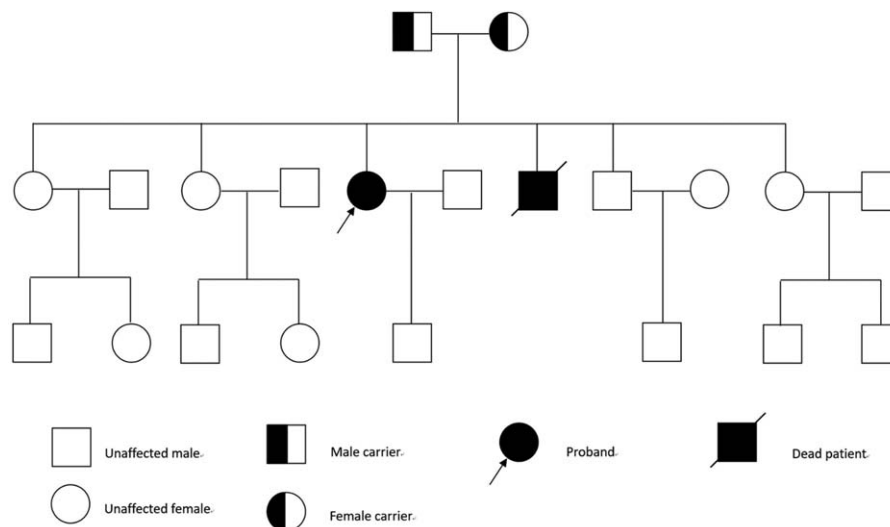 Unaffected male
Male carrier
Proband
Dead patient
Unaffected female
Female carrier